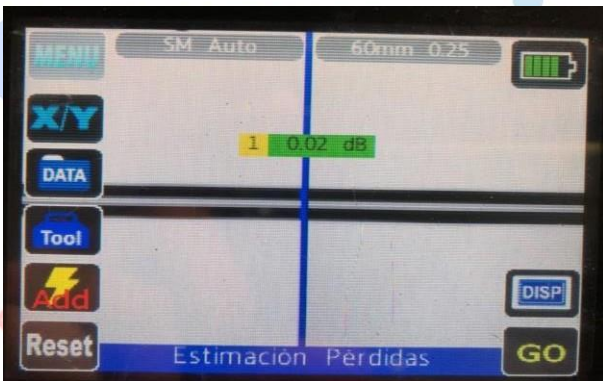 MENU SM Auto 60mm 0.25
X/Y
1 0.02 dB
DATA
Tool
Add
DISP
Reset Estimación Pérdidas GO